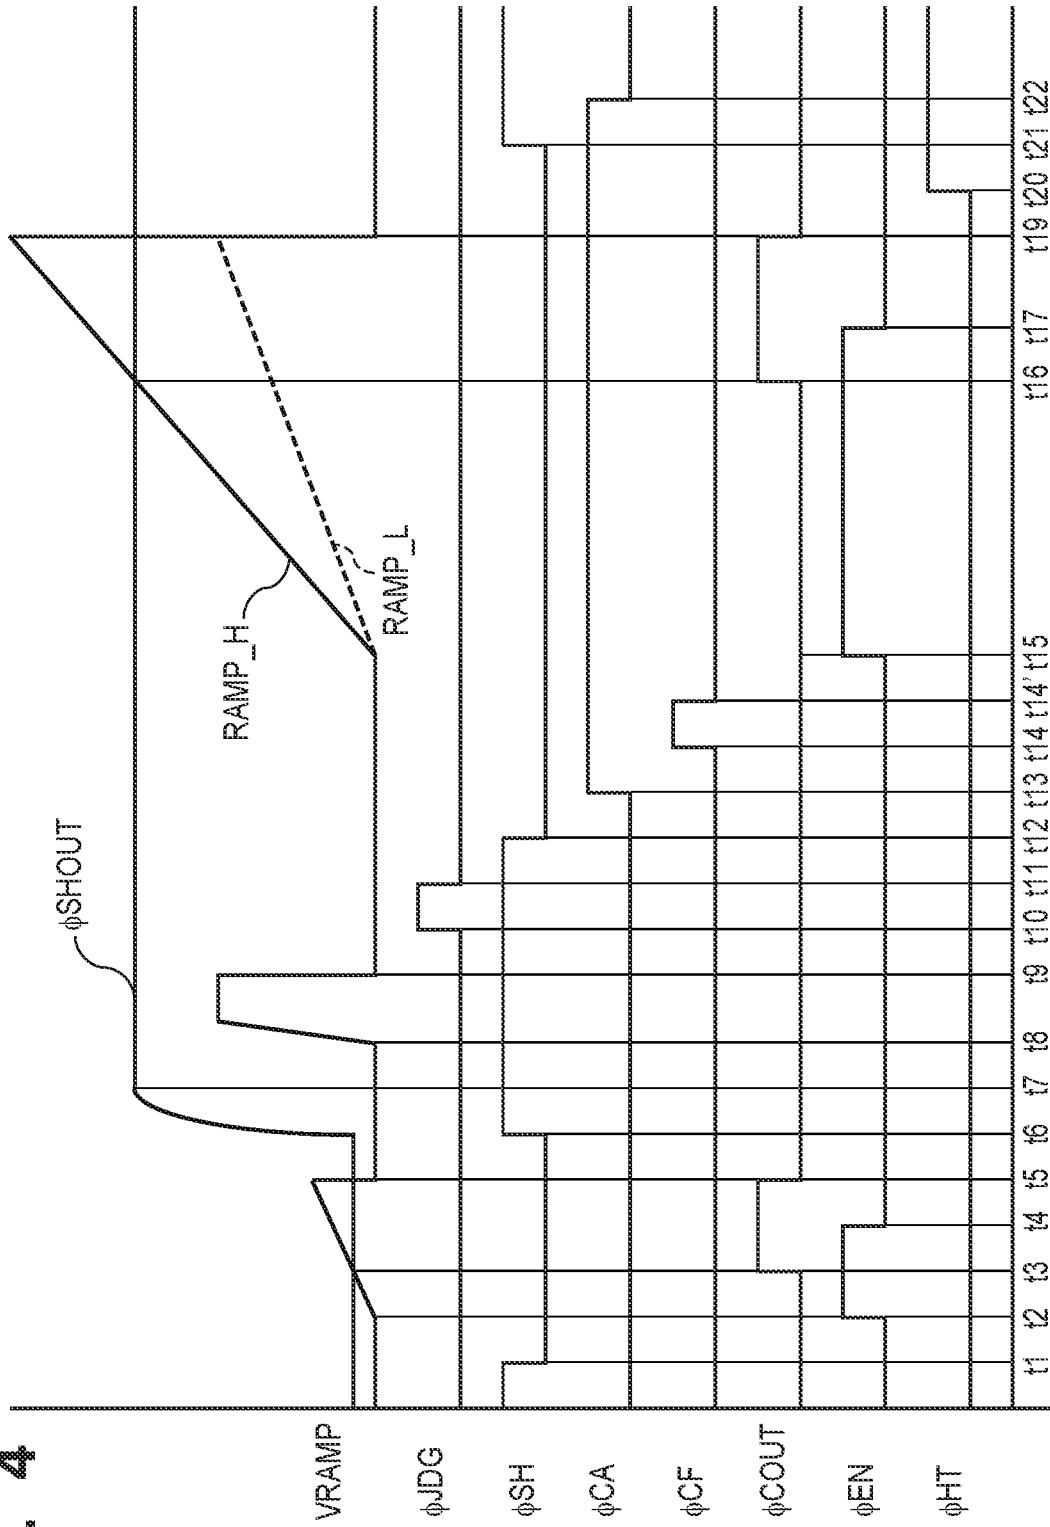 . 4
φSHOUT
RAMP_H
RAMP_L
VRAMP
φJDG
φSH
φCA
φCF
φCOUT
φEN
φHT
t1 t2 t3 t4 t5 t6 t7 t8 t9 t10 t11 t12 t13 t14 t14' t15 t16 t17 t19 t20 t21 t22